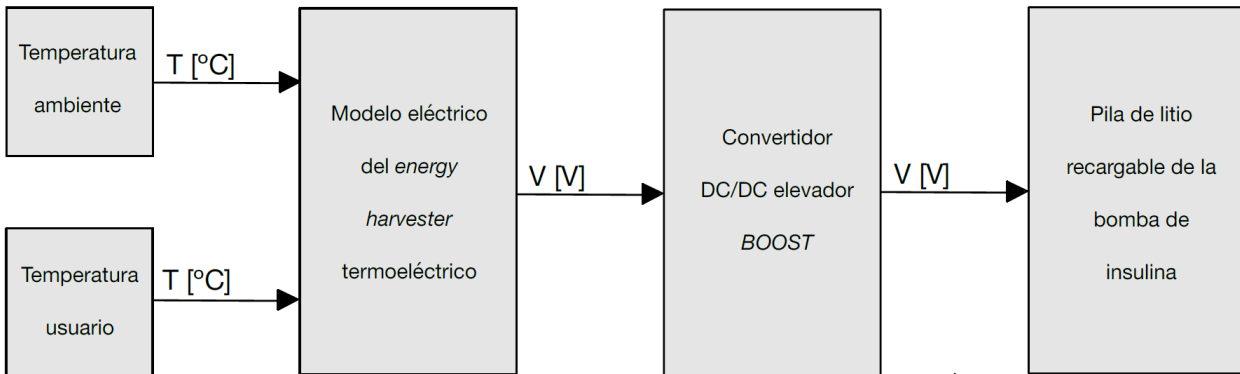 Temperatura
ambiente
T [ºC]
Temperatura
usuario
T [ºC]
Modelo eléctrico
del energy
harvester
termoeléctrico
V [V]
Convertidor
DC/DC elevador
BOOST
V [V]
Pila de litio
recargable de la
bomba de
insulina